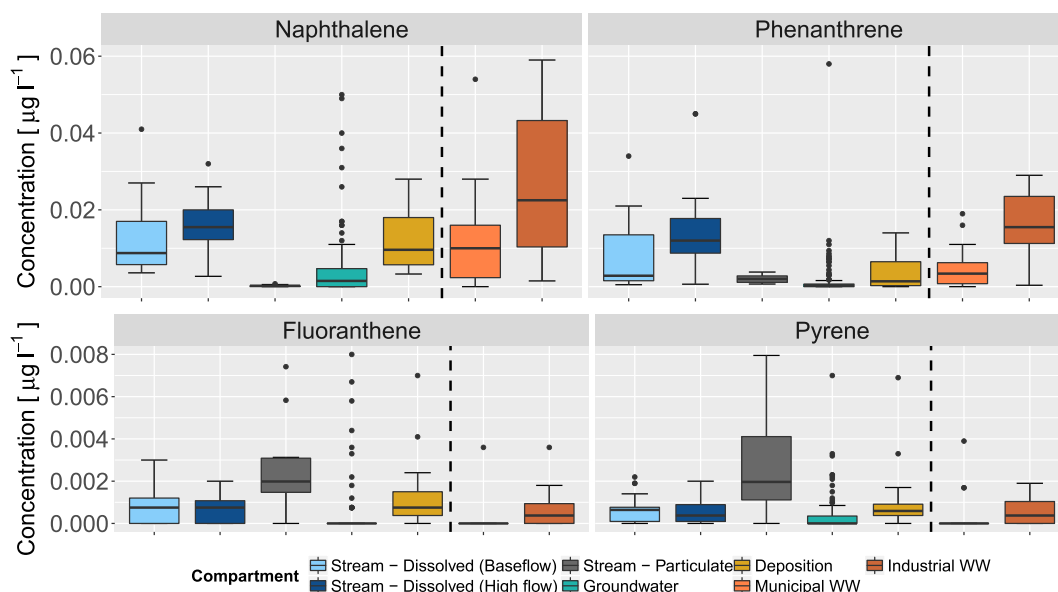 Naphthalene
Phenanthrene
Concentration [ µg l⁻¹ ]
0.06
0.04
0.02
0.00
Fluoranthene
Pyrene
Concentration [ µg l⁻¹ ]
0.008
0.006
0.004
0.002
0.000
Compartment
Stream − Dissolved (Baseflow)
Stream − Dissolved (High flow)
Stream − Particulate
Groundwater
Deposition
Municipal WW
Industrial WW